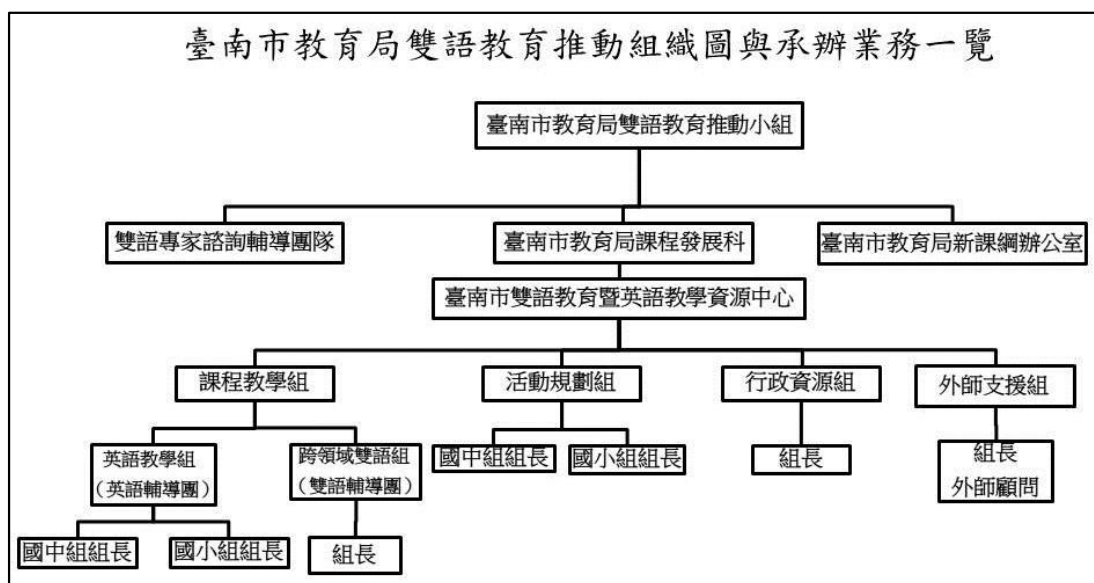 臺南市教育局雙語教育推動組織圖與承辦業務一覽
臺南市教育局雙語教育推動小組
雙語專家諮詢輔導團隊
臺南市教育局課程發展科
臺南市教育局新課綱辦公室
臺南市雙語教育暨英語教學資源中心
課程教學組
活動規劃組
行政資源組
外師支援組
英語教學組
（英語輔導團）
跨領域雙語組
（雙語輔導團）
國中組組長
國小組組長
組長
組長
外師顧問
國中組組長
國小組組長
組長